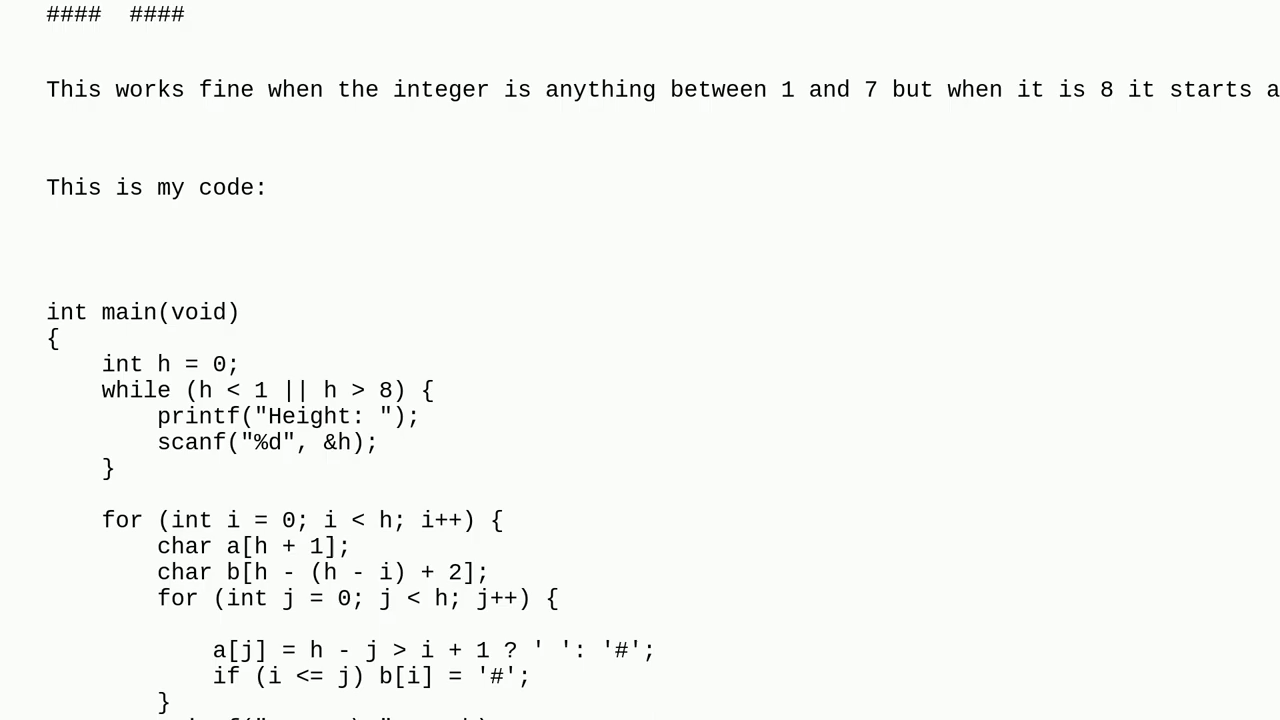 ####  ####
This works fine when the integer is anything between 1 and 7 but when it is 8 it starts
This is my code:
int main(void)
{
    int h = 0;
    while (h < 1 || h > 8) {
        printf("Height: ");
        scanf("%d", &h);
    }
    for (int i = 0; i < h; i++) {
        char a[h + 1];
        char b[h - (h - i) + 2];
        for (int j = 0; j < h; j++) {
            a[j] = h - j > i + 1 ? ' ': '#';
            if (i <= j) b[i] = '#';
        }